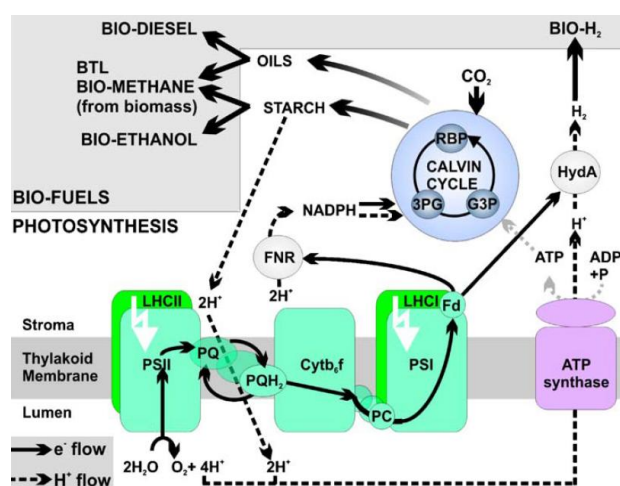 BIO-DIESEL
BIO-H₂
OILS
BTL
BIO-METHANE
(from biomass)
STARCH
CO₂
BIO-ETHANOL
H₂
RBP
CALVIN
CYCLE
3PG
G3P
HydA
BIO-FUELS
PHOTOSYNTHESIS
NADPH
H⁺
FNR
ATP
ADP
+P
2H⁺
2H⁺
LHCII
LHCI
Fd
Stroma
Thylakoid
Membrane
Lumen
PSII
PQ
PQH₂
Cytb₆f
PSI
PC
ATP
synthase
e⁻ flow
H⁺ flow
2H₂O
O₂+ 4H⁺
2H⁺